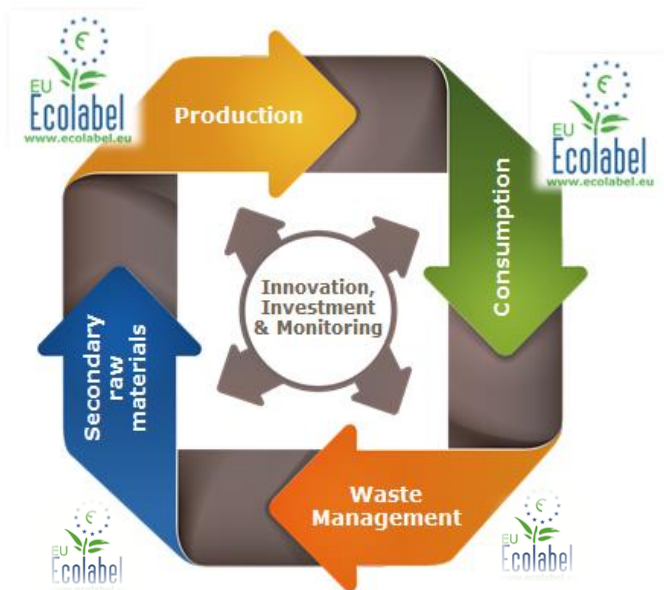 EU
Ecolabel
www.ecolabel.eu
Production
EU
Ecolabel
www.ecolabel.eu
Consumption
Innovation,
Investment
& Monitoring
Secondary
raw
materials
Waste
Management
EU
Ecolabel
EU
Ecolabel